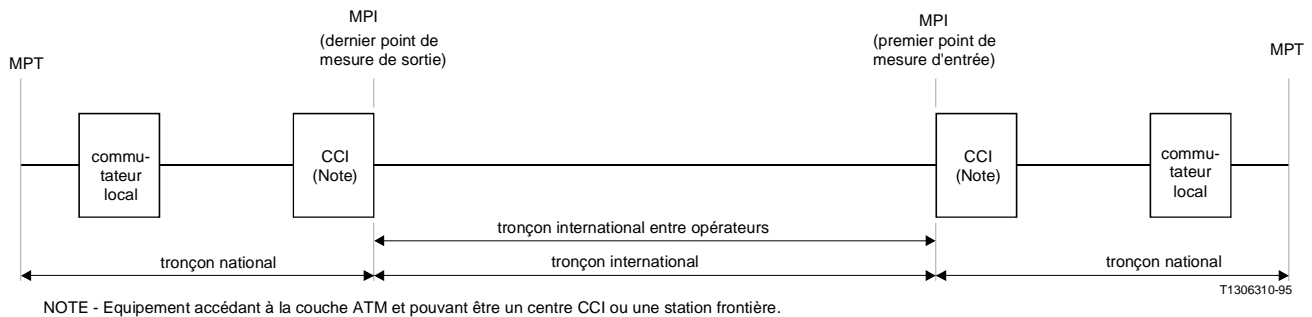 MPT
MPI
(dernier point de
mesure de sortie)
MPI
(premier point de
mesure d'entrée)
MPT
commu-
tateur
local
CCI
(Note)
CCI
(Note)
commu-
tateur
local
tronçon international entre opérateurs
tronçon national
tronçon international
tronçon national
T1306310-95
NOTE - Equipement accédant à la couche ATM et pouvant être un centre CCI ou une station frontière.